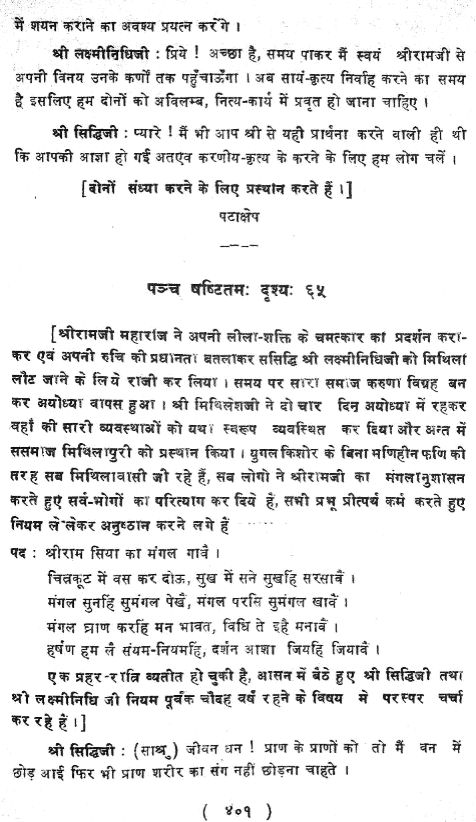 में शयन कराने का अवश्य प्रयत्न करेंगे ।
श्री लक्ष्मीनिधिजी : प्रिये ! अच्छा है, समय पाकर मैं स्वयं श्रीरामजी से
अपनी विनय उनके कर्णों तक पहुँचाऊँगा । अब सायं-कृत्य निर्वाह करने का समय
है इसलिए हम दोनों को अविलम्ब, नित्य-कार्य में प्रवृत हो जाना चाहिए ।
श्री सिद्धिजी : प्यारे ! मैं भी आप श्री से यही प्रार्थना करने वाली ही थी
कि आपकी आज्ञा हो गई अतएव करणीय-कृत्य के करने के लिए हम लोग चलें ।
[दोनों संध्या करने के लिए प्रस्थान करते हैं ।]
पटाक्षेप
----
पञ्च षष्टितमः दृश्यः ६५
[श्रीरामजी महाराज ने अपनी लीला-शक्ति के चमत्कार का प्रदर्शन करा-
कर एवं अपनी रुचि की प्रधानता बतलाकर ससिद्धि श्री लक्ष्मीनिधिजी को मिथिला
लौट जाने के लिये राजी कर लिया । समय पर सारा समाज करुणा विग्रह बन
कर अयोध्या वापस हुआ । श्री मिथिलेशजी ने दो चार दिन अयोध्या में रहकर
वहाँ की सारी व्यवस्थाओं को यथा स्वरूप व्यवस्थित कर दिया और अन्त में
ससमाज मिथिलापुरी को प्रस्थान किया । युगल किशोर के बिना मणिहीन फणि की
तरह सब मिथिलावासी जी रहे हैं, सब लोगो ने श्रीरामजी का मंगलानुशासन
करते हुए सर्व-भोगों का परित्याग कर दिये हैं, सभी प्रभू प्रीत्यर्थ कर्म करते हुए
नियम ले लेकर अनुष्ठान करने लगे हैं
पद : श्रीराम सिया का मंगल गावैं ।
चित्रकूट में वस कर दोऊ, सुख में सने सुखहिं सरसावैं ।
मंगल सुनहिं सुमंगल पेखैं, मंगल परसि सुमंगल खावैं ।
मंगल घ्राण करहिं मन भावत, विधि ते इहै मनावैं ।
हर्षण हम लै संयम-नियमहिं, दर्शन आशा जियहि जियावैं ।
एक प्रहर-रात्रि व्यतीत हो चुकी है, आसन में बैठे हुए श्री सिद्धिजी तथा
श्री लक्ष्मीनिधि जी नियम पूर्वक चौदह वर्ष रहने के विषय मे परस्पर चर्चा
कर रहे हैं ।]
श्री सिद्धिजी : (साश्रु) जीवन धन ! प्राण के प्राणों को तो मैं वन में
छोड़ आई फिर भी प्राण शरीर का संग नहीं छोड़ना चाहते ।
( ४०१ )